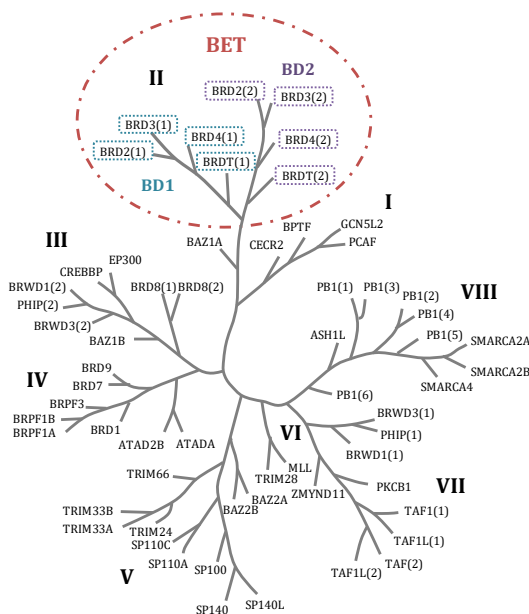 BET
II
BD2
BRD2(2)
BRD3(2)
BRD3(1)
BRD4(1)
BRD4(2)
BRD2(1)
BRDT(1)
BD1
BRDT(2)
I
GCN5L2
BPTF
PCAF
BAZ1A
CECR2
III
EP300
CREBBP
BRWD1(2)
BRD8(1)
BRD8(2)
PHIP(2)
BRWD3(2)
BAZ1B
PB1(1)
PB1(3)
PB1(2)
VIII
PB1(4)
PB1(5)
ASH1L
SMARCA2A
SMARCA2B
SMARCA4
PB1(6)
IV
BRD9
BRD7
BRPF3
BRPF1B
BRPF1A
BRD1
ATAD2B
ATADA
VI
BRWD3(1)
PHIP(1)
BRWD1(1)
MLL
TRIM28
ZMYND11
PKCB1
VII
TRIM66
BAZ2A
BAZ2B
TAF1(1)
TAF1L(1)
TAF(2)
TAF1L(2)
TRIM33B
TRIM33A
TRIM24
SP110C
SP110A
V
SP100
SP140
SP140L